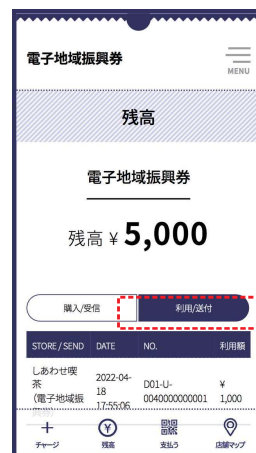 電子地域振興券
MENU
残高
電子地域振興券
残高 ¥ 5,000
購入/受信 利用/送付
STORE / SEND DATE NO. 利用額
しあわせ喫
茶
(電子地域振
2022-04-
18
17:55:06
D01-U-
0040000000001
¥
1,000
チャージ 残高 支払う 店舗マップ